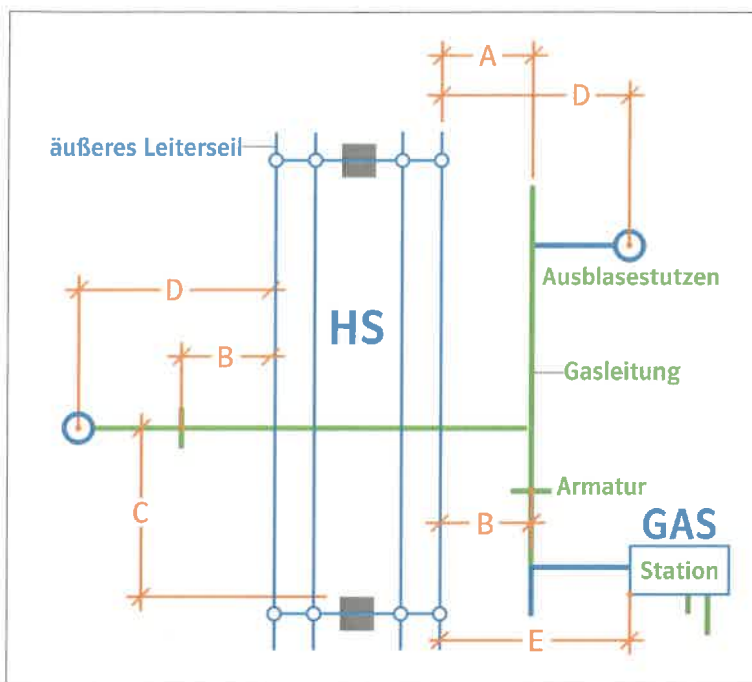 A
D
äußeres Leiterseil
Ausblasestutzen
D
HS
B
Gasleitung
Armatur
C
B
GAS
Station
E